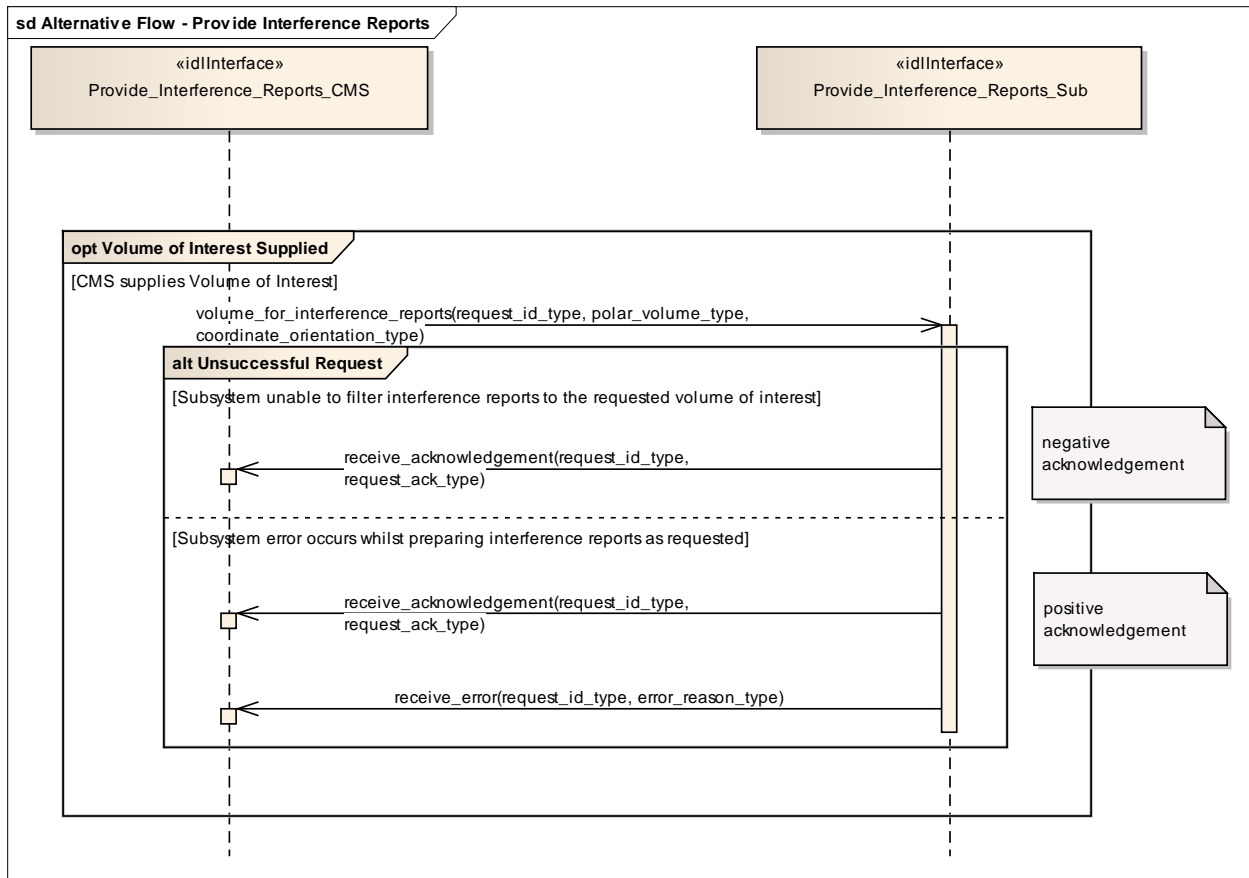 sd Alternative Flow - Provide Interference Reports
«idlInterface»
Provide_Interference_Reports_CMS
«idlInterface»
Provide_Interference_Reports_Sub
opt Volume of Interest Supplied
[CMS supplies Volume of Interest]
volume_for_interference_reports(request_id_type, polar_volume_type,
coordinate_orientation_type)
alt Unsuccessful Request
[Subsystem unable to filter interference reports to the requested volume of interest]
receive_acknowledgement(request_id_type,
request_ack_type)
negative
acknowledgement
[Subsystem error occurs whilst preparing interference reports as requested]
receive_acknowledgement(request_id_type,
request_ack_type)
positive
acknowledgement
receive_error(request_id_type, error_reason_type)